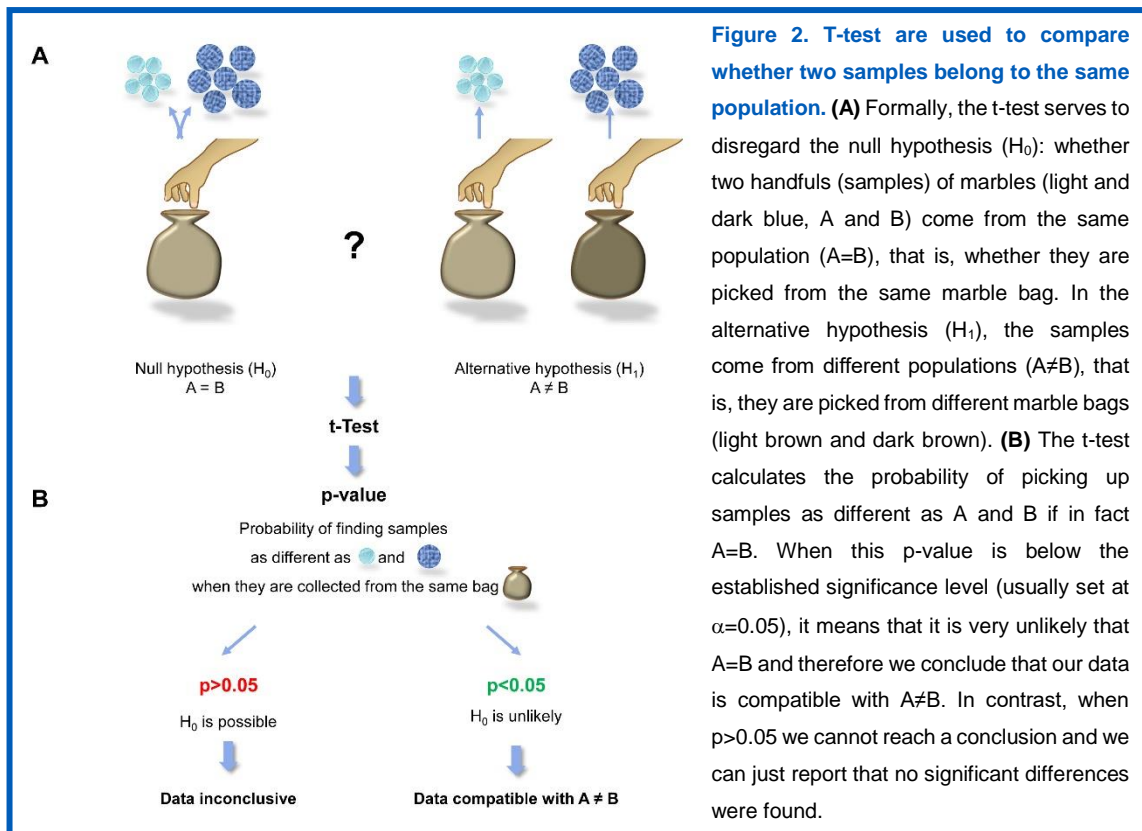 A
Null hypothesis (H₀)
A = B
?
Alternative hypothesis (H₁)
A ≠ B
t-Test
p-value
B
Probability of finding samples
as different as and
when they are collected from the same bag
p>0.05
H₀ is possible
Data inconclusive
p<0.05
H₀ is unlikely
Data compatible with A ≠ B
Figure 2. T-test are used to compare
whether two samples belong to the same
population. (A) Formally, the t-test serves to
disregard the null hypothesis (H₀): whether
two handfuls (samples) of marbles (light and
dark blue, A and B) come from the same
population (A=B), that is, whether they are
picked from the same marble bag. In the
alternative hypothesis (H₁), the samples
come from different populations (A≠B), that
is, they are picked from different marble bags
(light brown and dark brown). (B) The t-test
calculates the probability of picking up
samples as different as A and B if in fact
A=B. When this p-value is below the
established significance level (usually set at
α=0.05), it means that it is very unlikely that
A=B and therefore we conclude that our data
is compatible with A≠B. In contrast, when
p>0.05 we cannot reach a conclusion and we
can just report that no significant differences
were found.